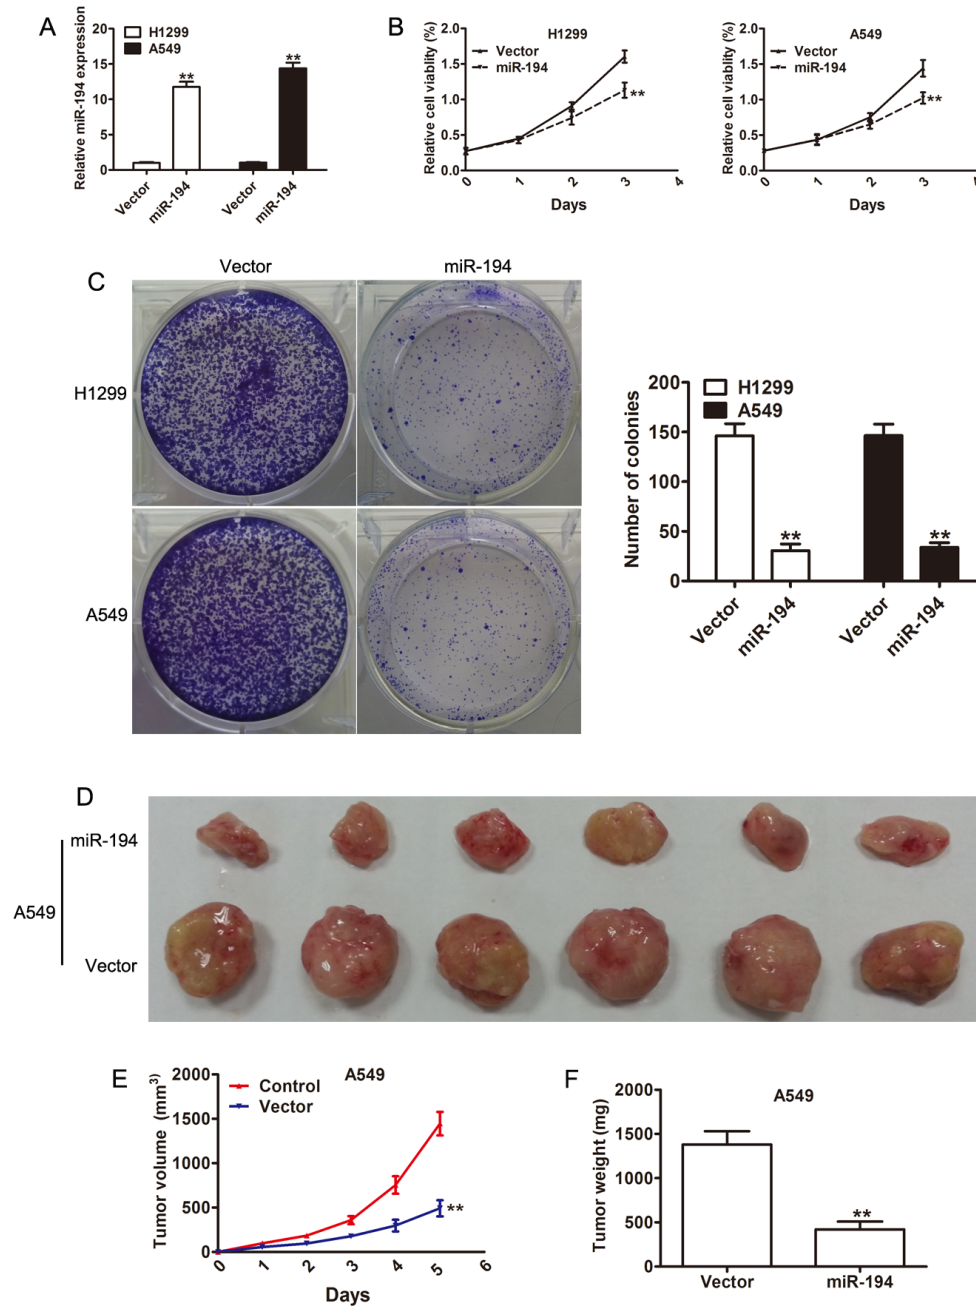 A
Relative miR-194 expression
20
15
10
5
0
H1299
A549
**
**
Vector
miR-194
Vector
miR-194
B
Relative cell viablity (%)
H1299
2.0
1.5
1.0
0.5
0.0
Vector
miR-194
**
0
1
2
3
4
Days
Relative cell viablity (%)
A549
2.0
1.5
1.0
0.5
0.0
Vector
miR-194
**
0
1
2
3
Days
C
Vector
miR-194
H1299
A549
Number of colonies
200
150
100
50
0
H1299
A549
**
**
Vector
miR-194
Vector
miR-194
D
miR-194
A549
Vector
E
Tumor volume (mm³)
A549
2000
1500
1000
500
0
Control
Vector
**
0
1
2
3
4
5
6
Days
F
Tumor weight (mg)
A549
2000
1500
1000
500
0
**
Vector
miR-194